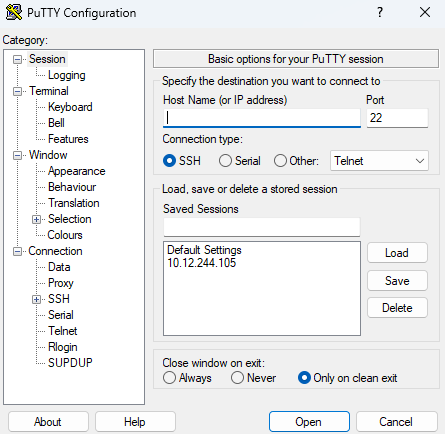 PuTTY Configuration
Category:
Session
Logging
Terminal
Keyboard
Bell
Features
Window
Appearance
Behaviour
Translation
Selection
Colours
Connection
Data
Proxy
SSH
Serial
Telnet
Rlogin
SUPDUP
Basic options for your PuTTY session
Specify the destination you want to connect to
Host Name (or IP address) Port
22
Connection type:
SSH Serial Other: Telnet
Load, save or delete a stored session
Saved Sessions
Default Settings
10.12.244.105
Load
Save
Delete
Close window on exit:
Always Never Only on clean exit
About Help Open Cancel